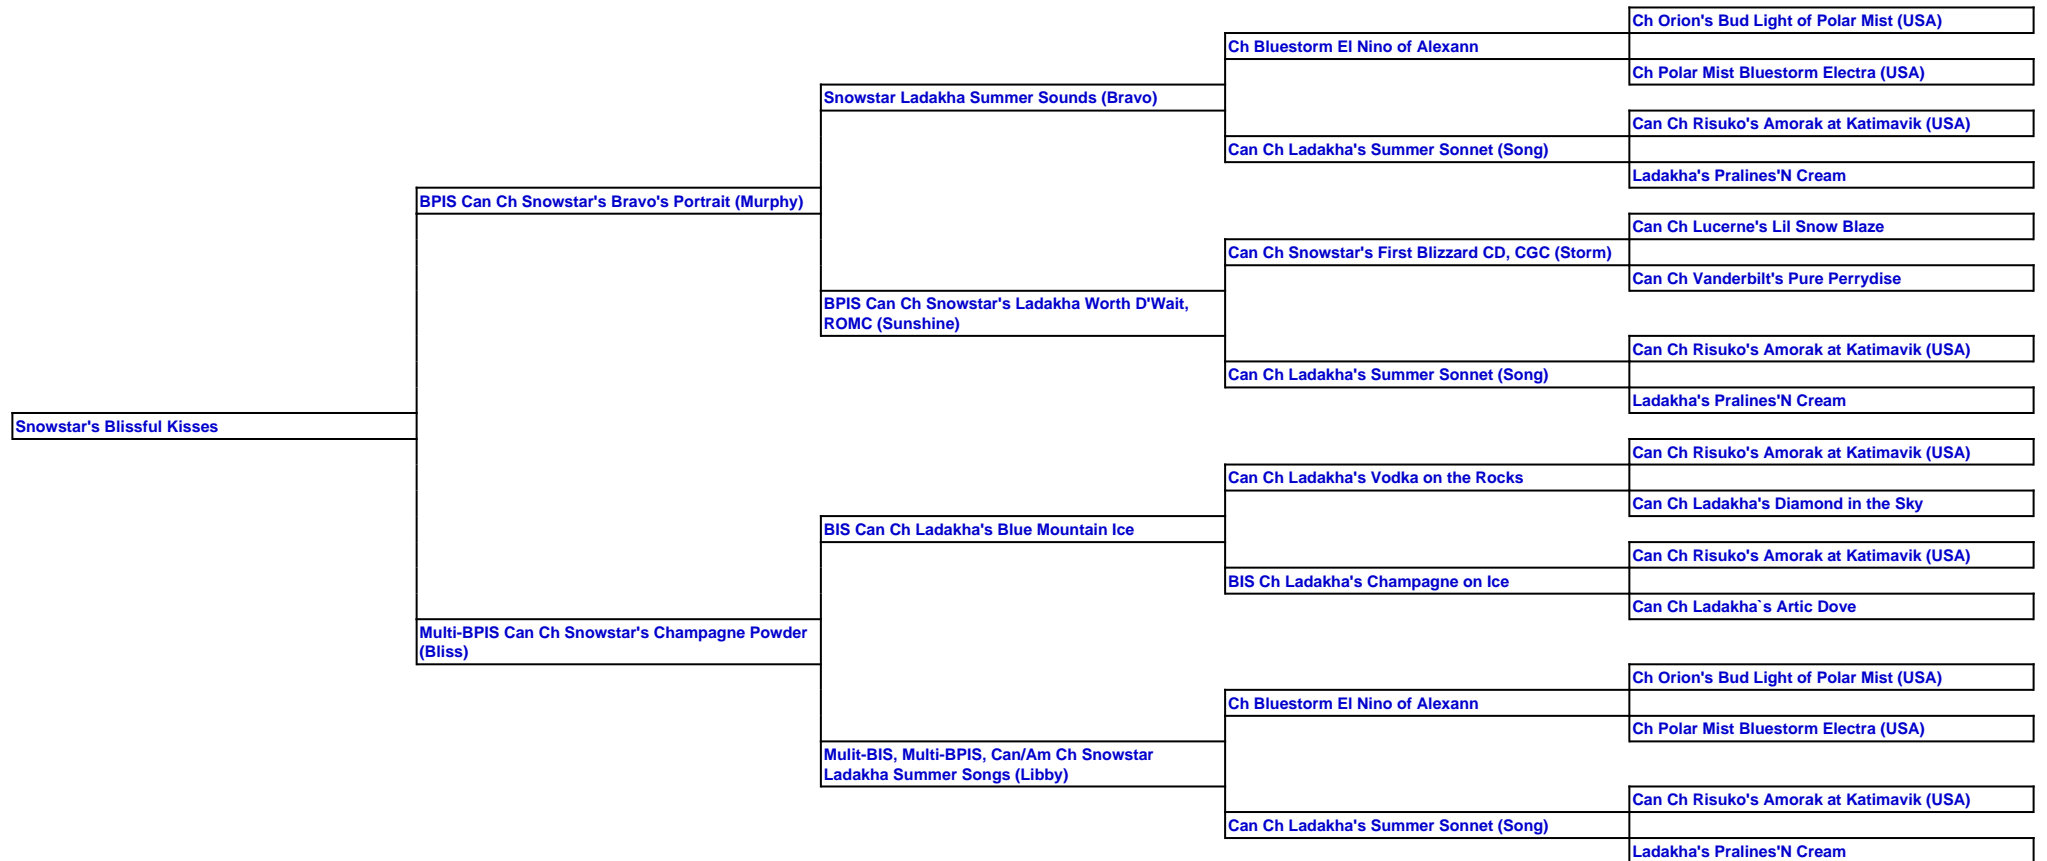 Ch Orion's Bud Light of Polar Mist (USA)
Ch Bluestorm El Nino of Alexann
Ch Polar Mist Bluestorm Electra (USA)
Snowstar Ladakha Summer Sounds (Bravo)
Can Ch Risuko's Amorak at Katimavik (USA)
Can Ch Ladakha's Summer Sonnet (Song)
Ladakha's Pralines'N Cream
BPIS Can Ch Snowstar's Bravo's Portrait (Murphy)
Can Ch Lucerne's Lil Snow Blaze
Can Ch Snowstar's First Blizzard CD, CGC (Storm)
Can Ch Vanderbilt's Pure Perrydise
BPIS Can Ch Snowstar's Ladakha Worth D'Wait,
ROMC (Sunshine)
Can Ch Risuko's Amorak at Katimavik (USA)
Can Ch Ladakha's Summer Sonnet (Song)
Ladakha's Pralines'N Cream
Snowstar's Blissful Kisses
Can Ch Risuko's Amorak at Katimavik (USA)
Can Ch Ladakha's Vodka on the Rocks
Can Ch Ladakha's Diamond in the Sky
BIS Can Ch Ladakha's Blue Mountain Ice
Can Ch Risuko's Amorak at Katimavik (USA)
BIS Ch Ladakha's Champagne on Ice
Can Ch Ladakha`s Artic Dove
Multi-BPIS Can Ch Snowstar's Champagne Powder
(Bliss)
Ch Orion's Bud Light of Polar Mist (USA)
Ch Bluestorm El Nino of Alexann
Ch Polar Mist Bluestorm Electra (USA)
Mulit-BIS, Multi-BPIS, Can/Am Ch Snowstar
Ladakha Summer Songs (Libby)
Can Ch Risuko's Amorak at Katimavik (USA)
Can Ch Ladakha's Summer Sonnet (Song)
Ladakha's Pralines'N Cream